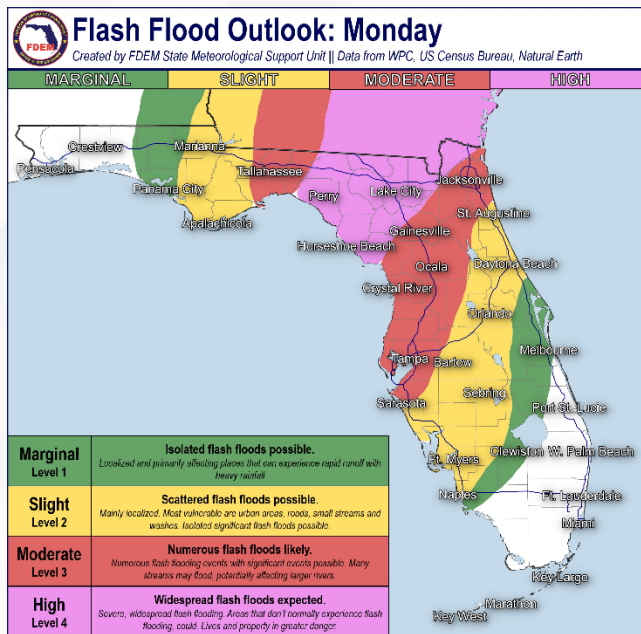 Flash Flood Outlook: Monday
Created by FDEM State Meteorological Support Unit || Data from WPC, US Census Bureau, Natural Earth
FDEM
MARGINAL SLIGHT MODERATE HIGH
Crestview
Marianna
Pensacola
Tallahassee
Panama City
Perry
Lake City
Jacksonville
Apalachicola
St. Augustine
Gainesville
Horseshoe Beach
Ocala
Daytona Beach
Crystal River
Orlando
Melbourne
Tampa
Bartow
Sebring
Sarasota
Port St. Lucie
Clewiston
W. Palm Beach
Ft. Myers
Naples
Ft. Lauderdale
Miami
Key Largo
Marathon
Key West
Marginal
Level 1
Isolated flash floods possible.
Localized and primarily affecting places that can experience rapid runoff with
heavy rainfall
Slight
Level 2
Scattered flash floods possible.
Mainly localized. Most vulnerable are urban areas, roads, small streams and
washes. Isolated significant flash floods possible.
Moderate
Level 3
Numerous flash floods likely.
Numerous flash flooding events with significant events possible. Many
streams may flood, potentially affecting larger rivers.
High
Level 4
Widespread flash floods expected.
Severe, widespread flash flooding. Areas that don't normally experience flash
flooding, could. Lives and property in greater danger.